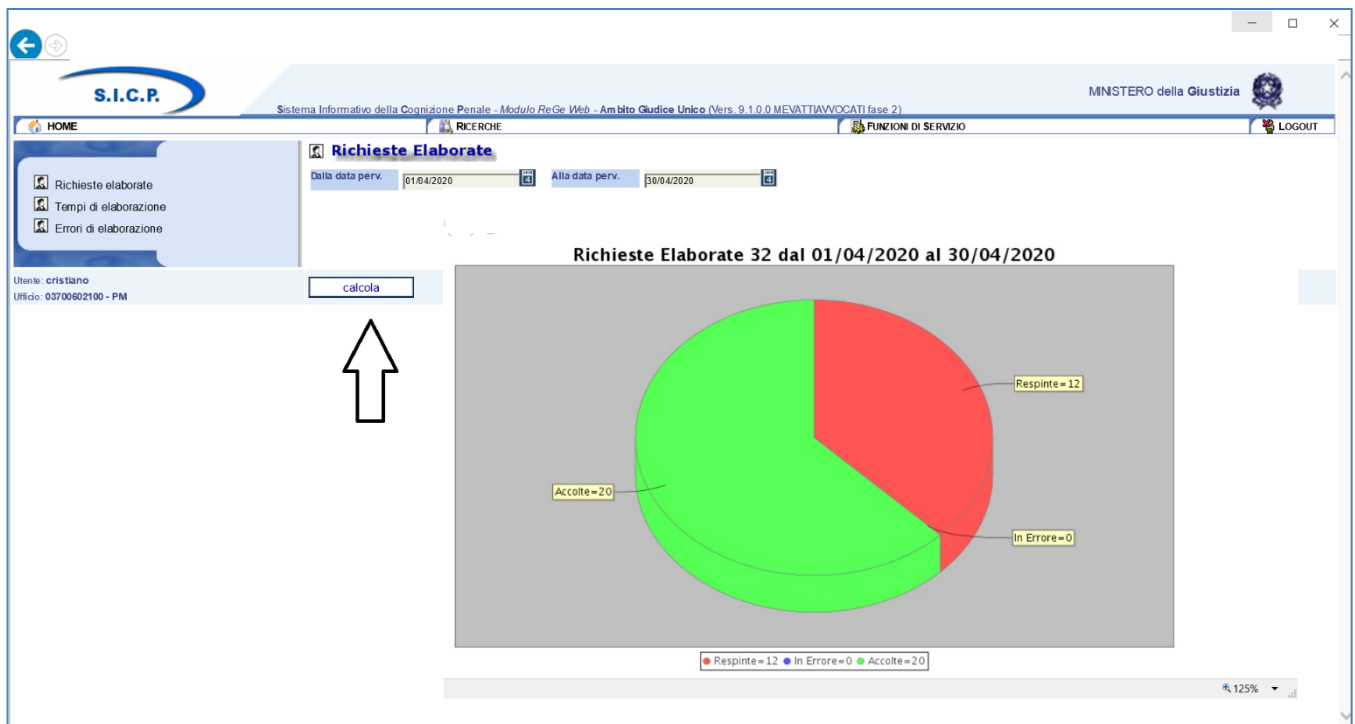 S.I.C.P.
Sistema Informativo della Cognizione Penale - Modulo ReGe Web - Ambito Giudice Unico (Vers. 9.1.0.0 MEVATTIAVVOCATI fase 2)
MINISTERO della Giustizia
HOME
RICERCHE
FUNZIONI DI SERVIZIO
LOGOUT
Richieste elaborate
Tempi di elaborazione
Errori di elaborazione
Richieste Elaborate
Dalla data perv. 01/04/2020 Alla data perv. 30/04/2020
Utente: cristiano
Ufficio: 03700602100 - PM
calcola
Richieste Elaborate 32 dal 01/04/2020 al 30/04/2020
Respinte=12
Accolte=20
In Errore=0
Respinte=12 In Errore=0 Accolte=20
125%